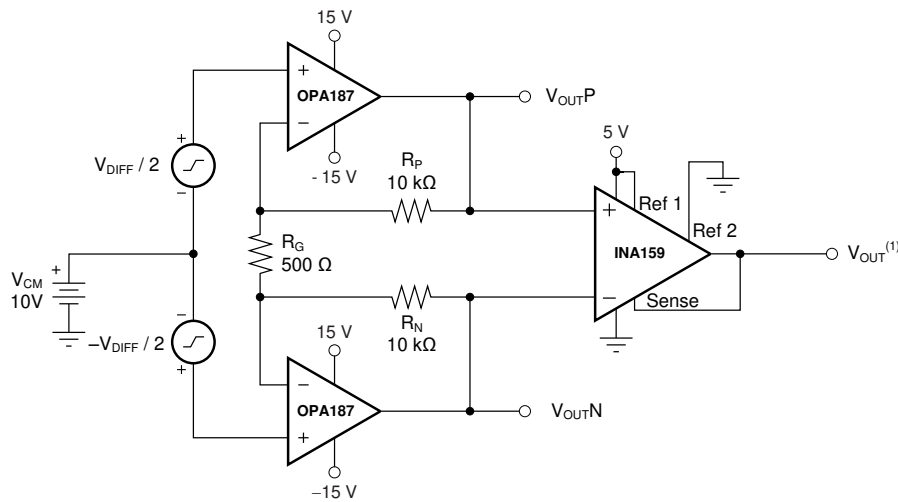 15 V
+
OPA187
−
- 15 V
V_OUTP
+
V_DIFF / 2
−
R_P
10 kΩ
5 V
Ref 1
+
Ref 2
INA159
−
Sense
V_OUT^(1)
R_G
500 Ω
V_CM
+
10V
−
–V_DIFF / 2
+
R_N
10 kΩ
15 V
−
OPA187
+
–15 V
V_OUTN